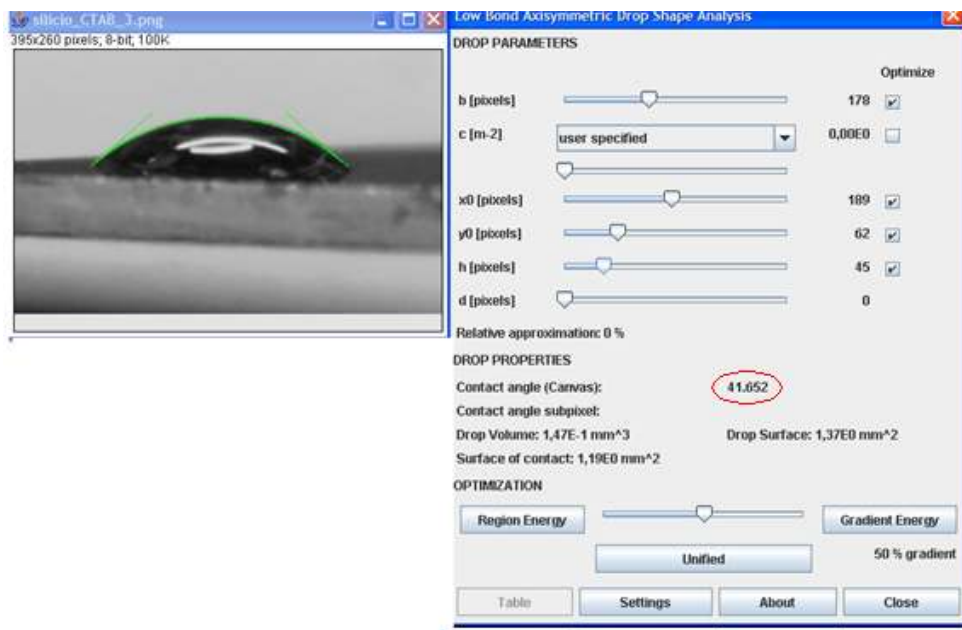 silicio_CTAB_3.png
395x260 pixels; 8-bit; 100K
Low Bond Axisymmetric Drop Shape Analysis
DROP PARAMETERS
Optimize
b [pixels] 178
c [m-2] user specified 0,00E0
x0 [pixels] 189
y0 [pixels] 62
h [pixels] 45
d [pixels] 0
Relative approximation: 0 %
DROP PROPERTIES
Contact angle (Canvas): 41.652
Contact angle subpixel:
Drop Volume: 1,47E-1 mm^3 Drop Surface: 1,37E0 mm^2
Surface of contact: 1,19E0 mm^2
OPTIMIZATION
Region Energy Gradient Energy
Unified 50 % gradient
Table Settings About Close